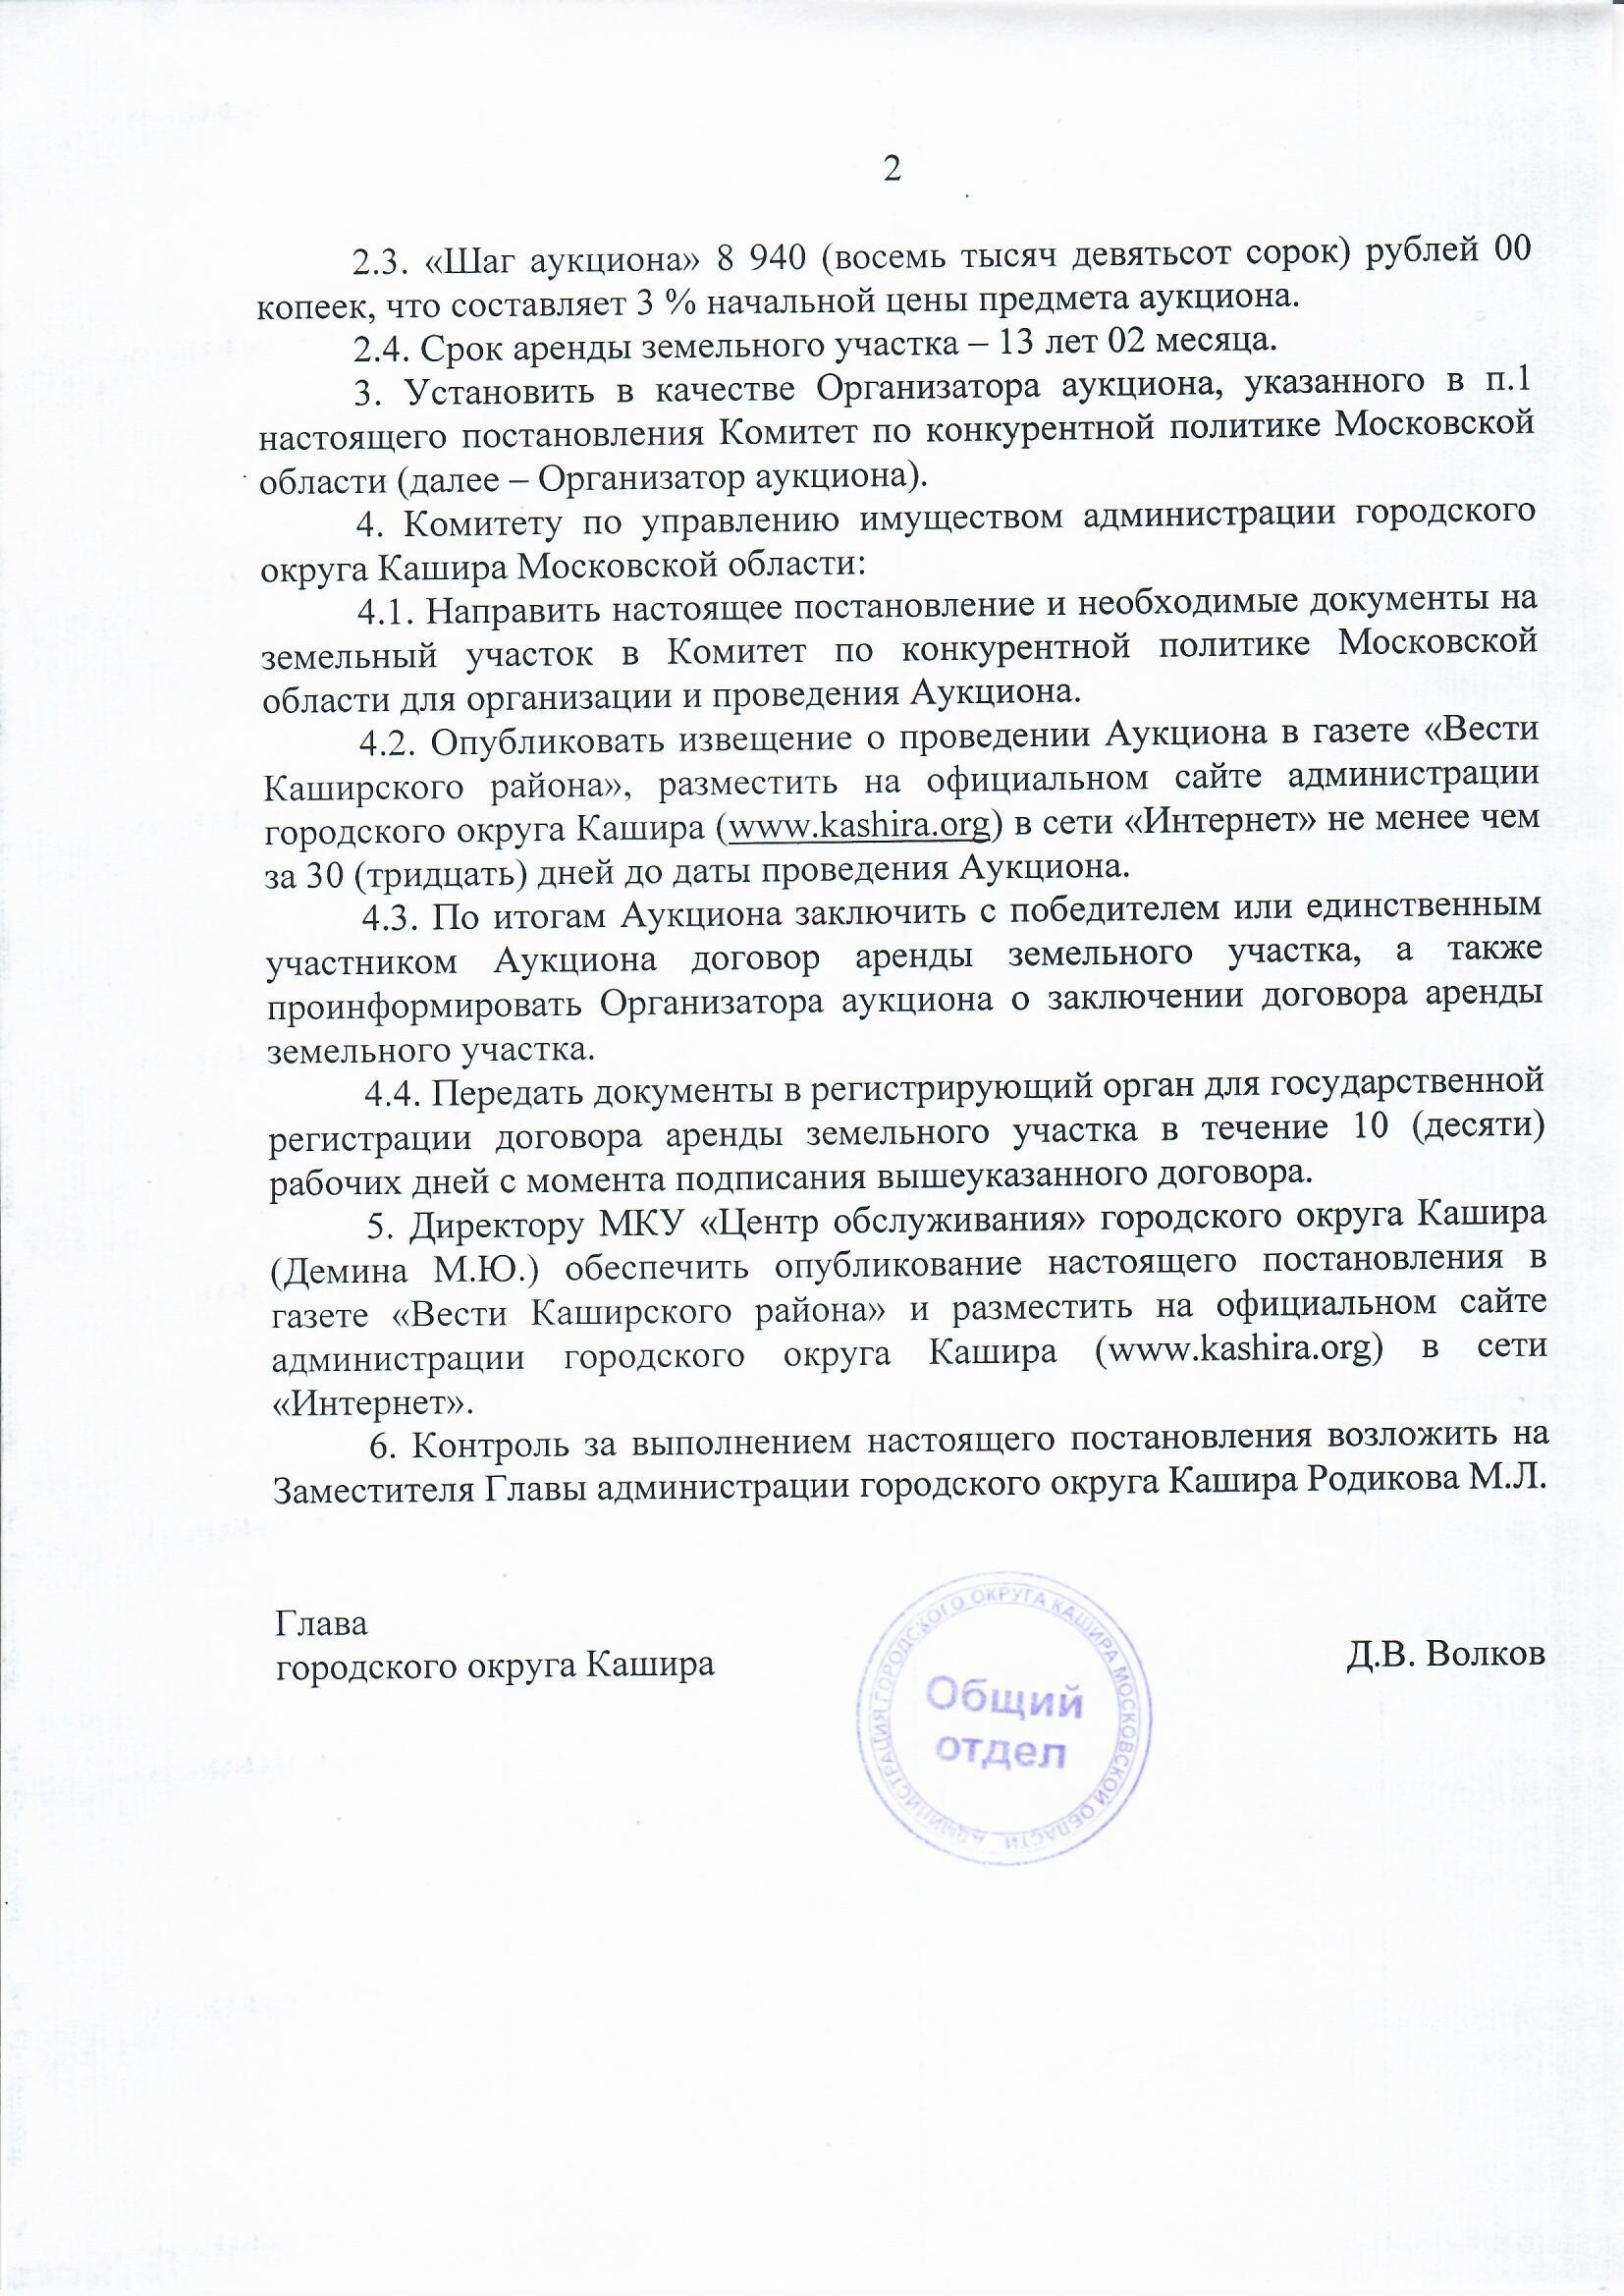 2
2.3. «Шаг аукциона» 8 940 (восемь тысяч девятьсот сорок) рублей 00
копеек, что составляет 3 % начальной цены предмета аукциона.
2.4. Срок аренды земельного участка – 13 лет 02 месяца.
3. Установить в качестве Организатора аукциона, указанного в п.1
настоящего постановления Комитет по конкурентной политике Московской
области (далее – Организатор аукциона).
4. Комитету по управлению имуществом администрации городского
округа Кашира Московской области:
4.1. Направить настоящее постановление и необходимые документы на
земельный участок в Комитет по конкурентной политике Московской
области для организации и проведения Аукциона.
4.2. Опубликовать извещение о проведении Аукциона в газете «Вести
Каширского района», разместить на официальном сайте администрации
городского округа Кашира (www.kashira.org) в сети «Интернет» не менее чем
за 30 (тридцать) дней до даты проведения Аукциона.
4.3. По итогам Аукциона заключить с победителем или единственным
участником Аукциона договор аренды земельного участка, а также
проинформировать Организатора аукциона о заключении договора аренды
земельного участка.
4.4. Передать документы в регистрирующий орган для государственной
регистрации договора аренды земельного участка в течение 10 (десяти)
рабочих дней с момента подписания вышеуказанного договора.
5. Директору МКУ «Центр обслуживания» городского округа Кашира
(Демина М.Ю.) обеспечить опубликование настоящего постановления в
газете «Вести Каширского района» и разместить на официальном сайте
администрации городского округа Кашира (www.kashira.org) в сети
«Интернет».
6. Контроль за выполнением настоящего постановления возложить на
Заместителя Главы администрации городского округа Кашира Родикова М.Л.
Глава
городского округа Кашира
Д.В. Волков
АДМИНИСТРАЦИЯ ГОРОДСКОГО ОКРУГА КАШИРА МОСКОВСКОЙ ОБЛАСТИ
Общий
отдел